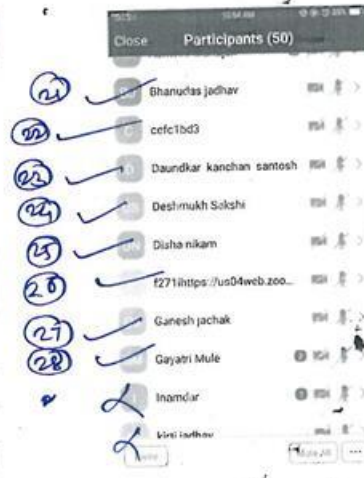 Close Participants (50)
21 Bhanudas jadhav
22 cefc1bd3
23 Daundkar kanchan santosh
24 Deshmukh Sakshi
25 Disha nikam
26 f271ihttps://us04web.zoo...
27 Ganesh jachak
28 Gayatri Mule
Inamdar
kirti jadhav
Invite Mute All ...